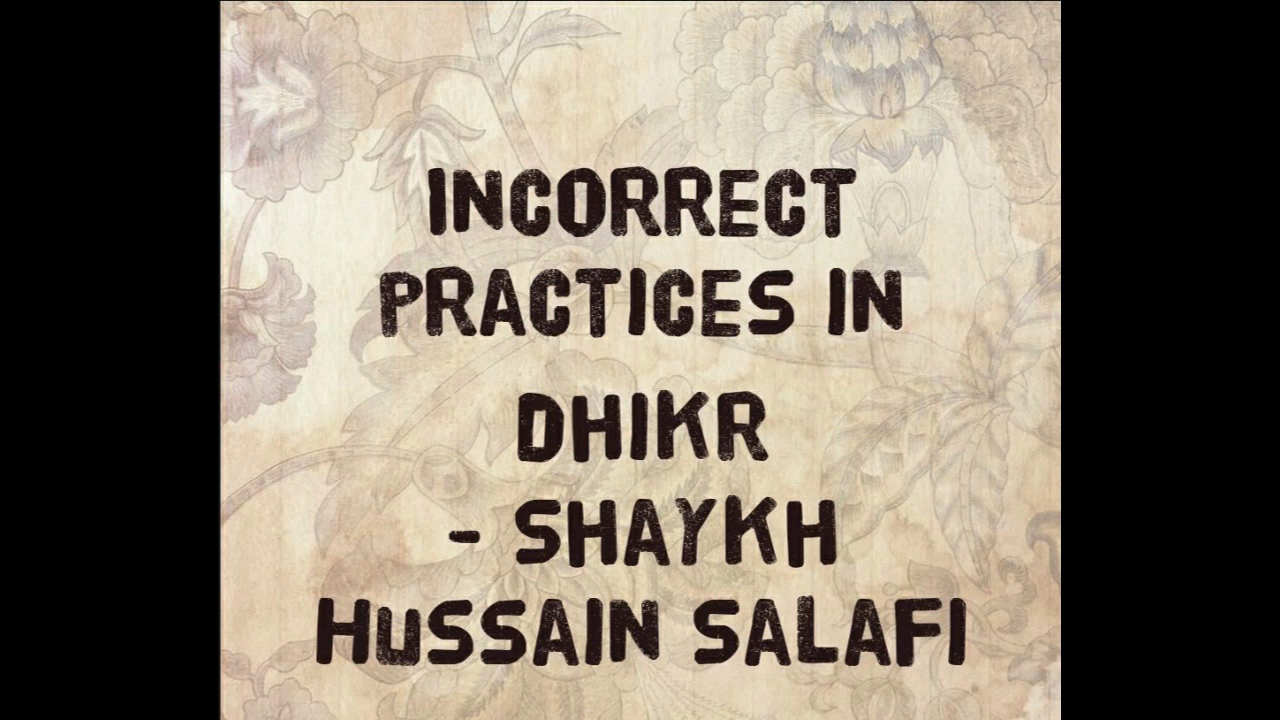 INCORRECT
PRACTICES IN
DHIKR
- SHAYKH
HUSSAIN SALAFI